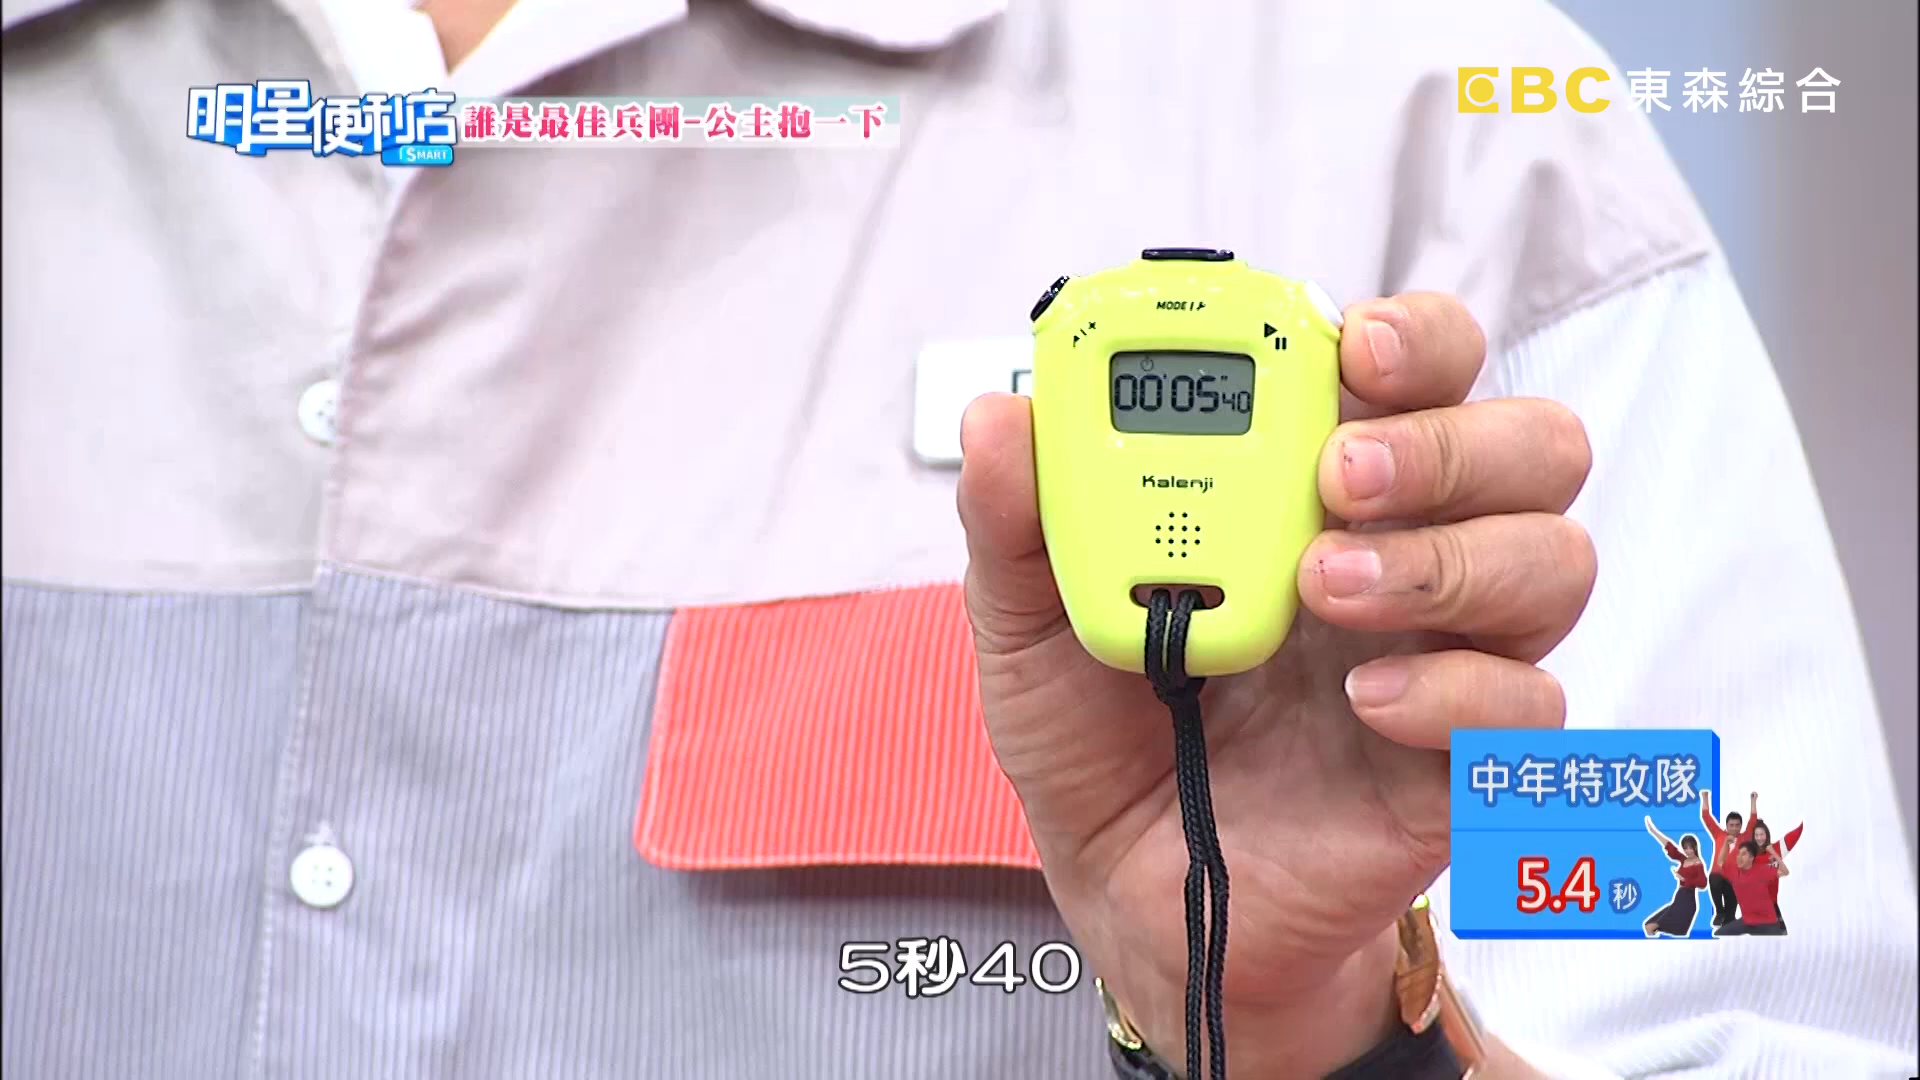 明星便利店
SMART
誰是最佳兵團-公主抱一下
EBC 東森綜合
MODE
00'05"40
Kalenji
中年特攻隊
5.4秒
5秒40